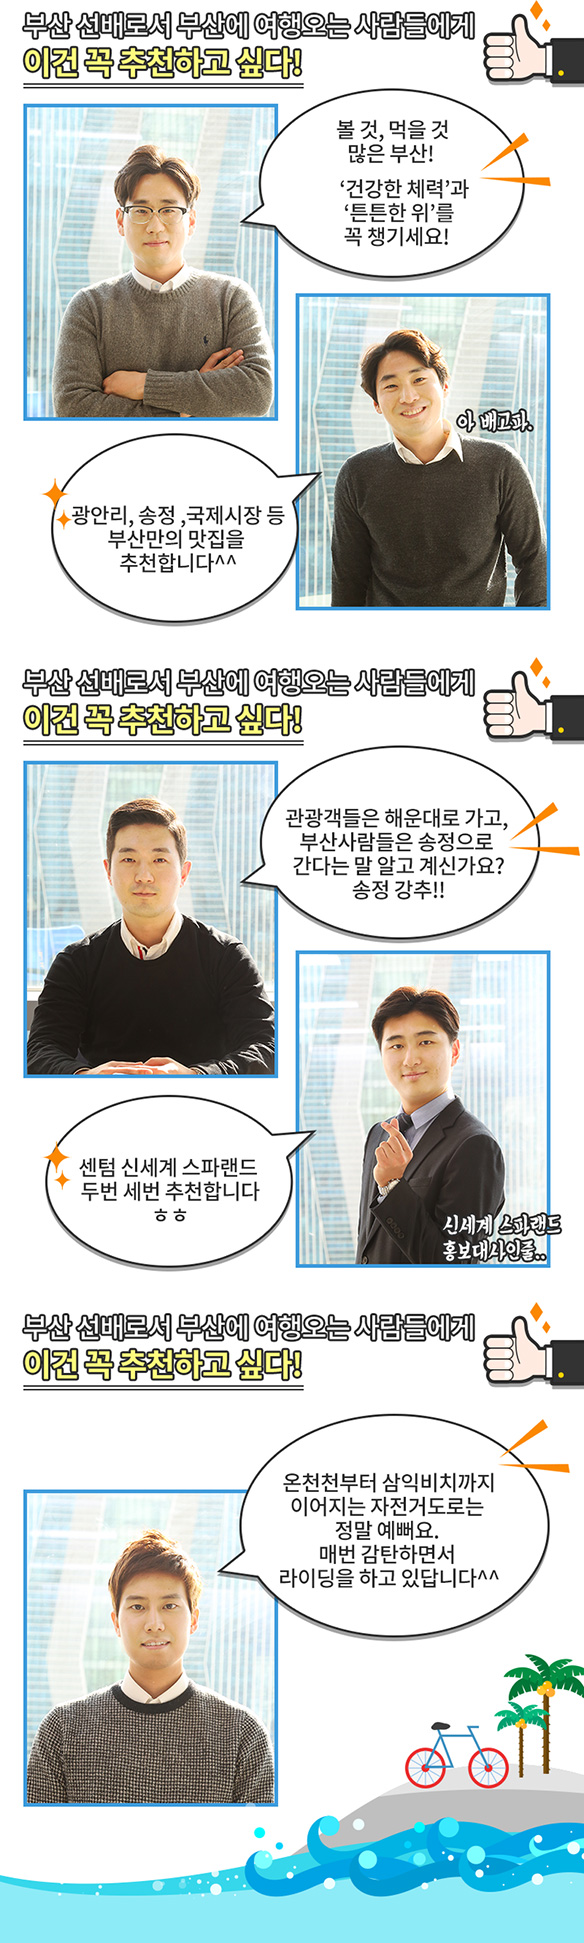 부산 선배로서 부산에 여행오는 사람들에게
이건 꼭 추천하고 싶다!
볼 것, 먹을 것
많은 부산!
‘건강한 체력’과
‘튼튼한 위’를
꼭 챙기세요!
아 배고파.
광안리, 송정 ,국제시장 등
부산만의 맛집을
추천합니다^^
부산 선배로서 부산에 여행오는 사람들에게
이건 꼭 추천하고 싶다!
관광객들은 해운대로 가고,
부산사람들은 송정으로
간다는 말 알고 계신가요?
송정 강추!!
센텀 신세계 스파랜드
두번 세번 추천합니다
ㅎㅎ
신세계 스파랜드
홍보대사인줄..
부산 선배로서 부산에 여행오는 사람들에게
이건 꼭 추천하고 싶다!
온천천부터 삼익비치까지
이어지는 자전거도로는
정말 예뻐요.
매번 감탄하면서
라이딩을 하고 있답니다^^